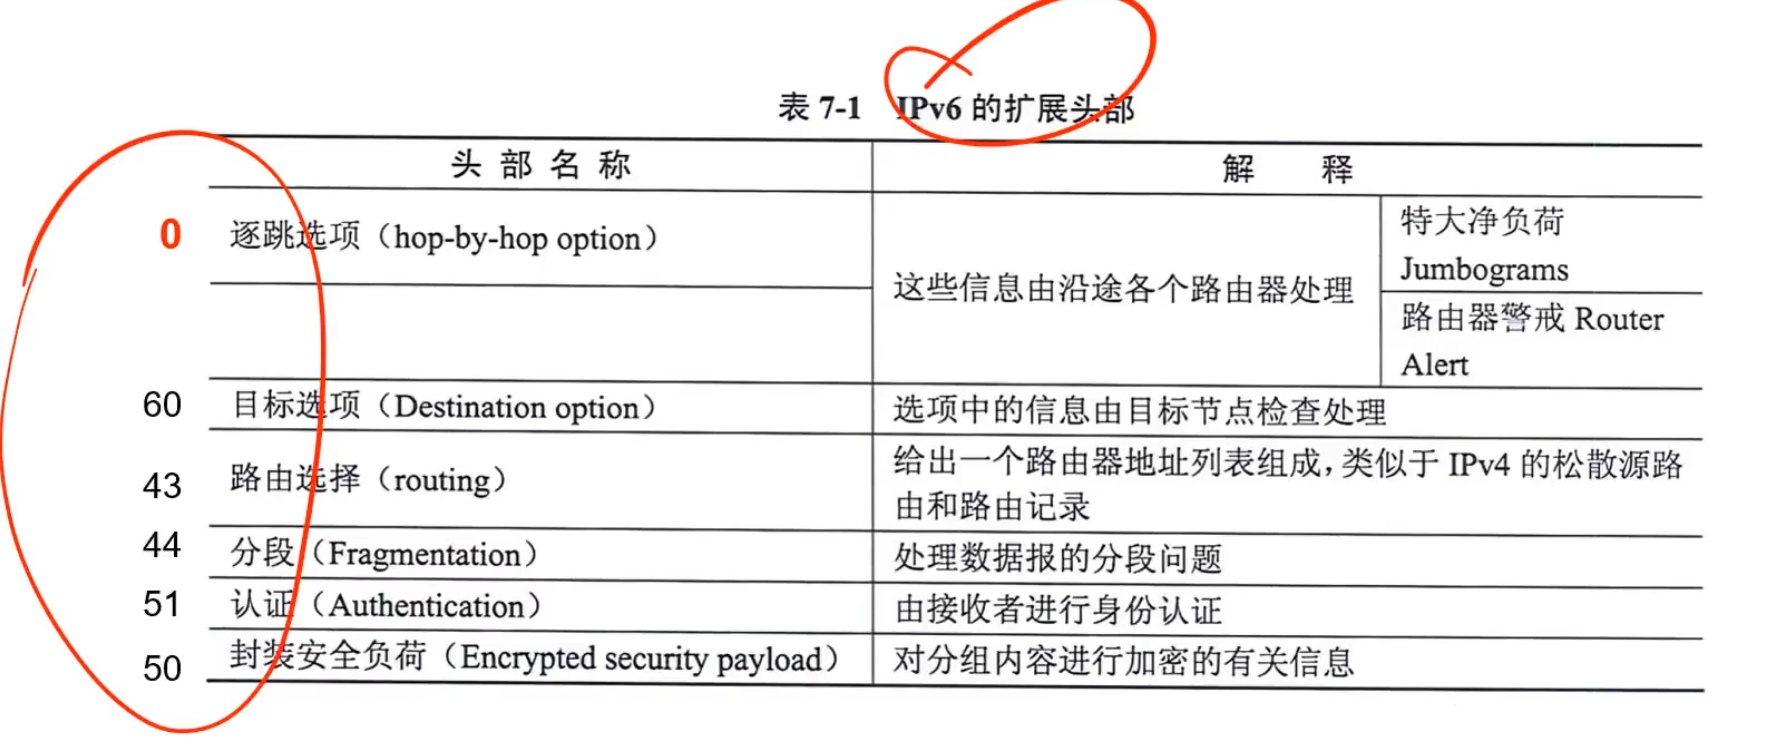 表 7-1 IPv6 的扩展头部
头部名称 解释
0 逐跳选项（hop-by-hop option） 这些信息由沿途各个路由器处理 特大净负荷
Jumbograms
路由器警戒 Router
Alert
60 目标选项（Destination option） 选项中的信息由目标节点检查处理
43 路由选择（routing） 给出一个路由器地址列表组成，类似于 IPv4 的松散源路
由和路由记录
44 分段（Fragmentation） 处理数据报的分段问题
51 认证（Authentication） 由接收者进行身份认证
50 封装安全负荷（Encrypted security payload） 对分组内容进行加密的有关信息